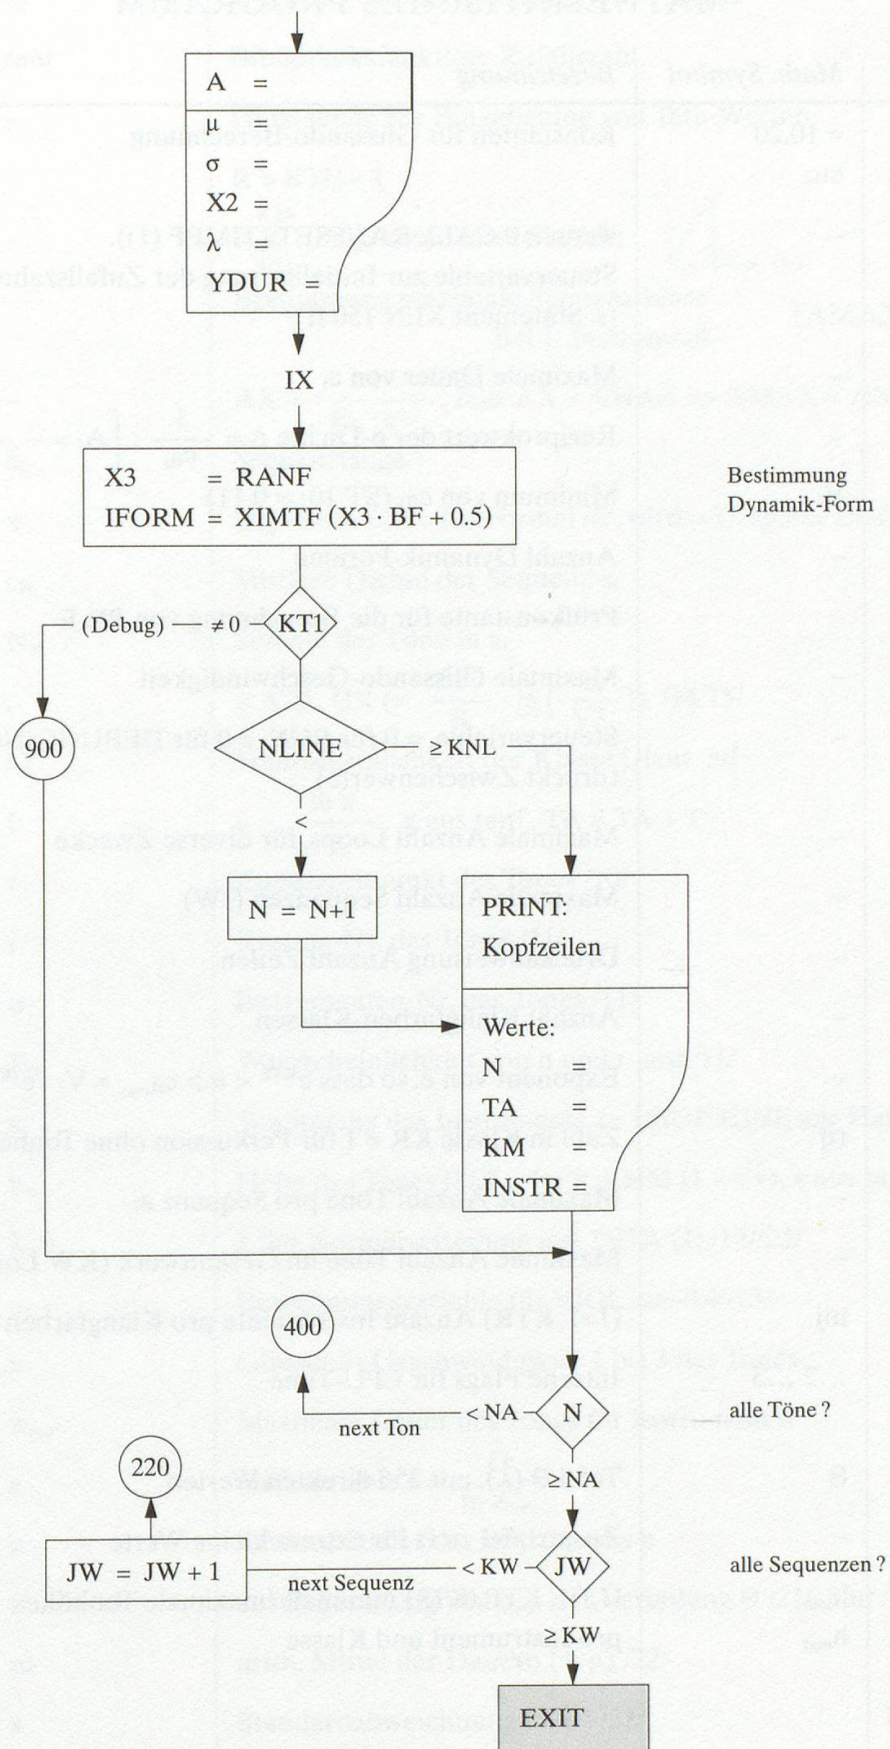 A =
μ =
σ =
X2 =
λ =
YDUR =
IX
X3 = RANF
IFORM = XIMTF (X3 · BF + 0.5)
Bestimmung
Dynamik-Form
(Debug) ≠0 KT1
900
NLINE ≥KNL
<
N = N+1
PRINT:
Kopfzeilen
Werte:
N =
TA =
KM =
INSTR =
400
next Ton
< NA N
alle Töne ?
≥NA
220
JW = JW + 1
next Sequenz
< KW JW
alle Sequenzen ?
≥ KW
EXIT